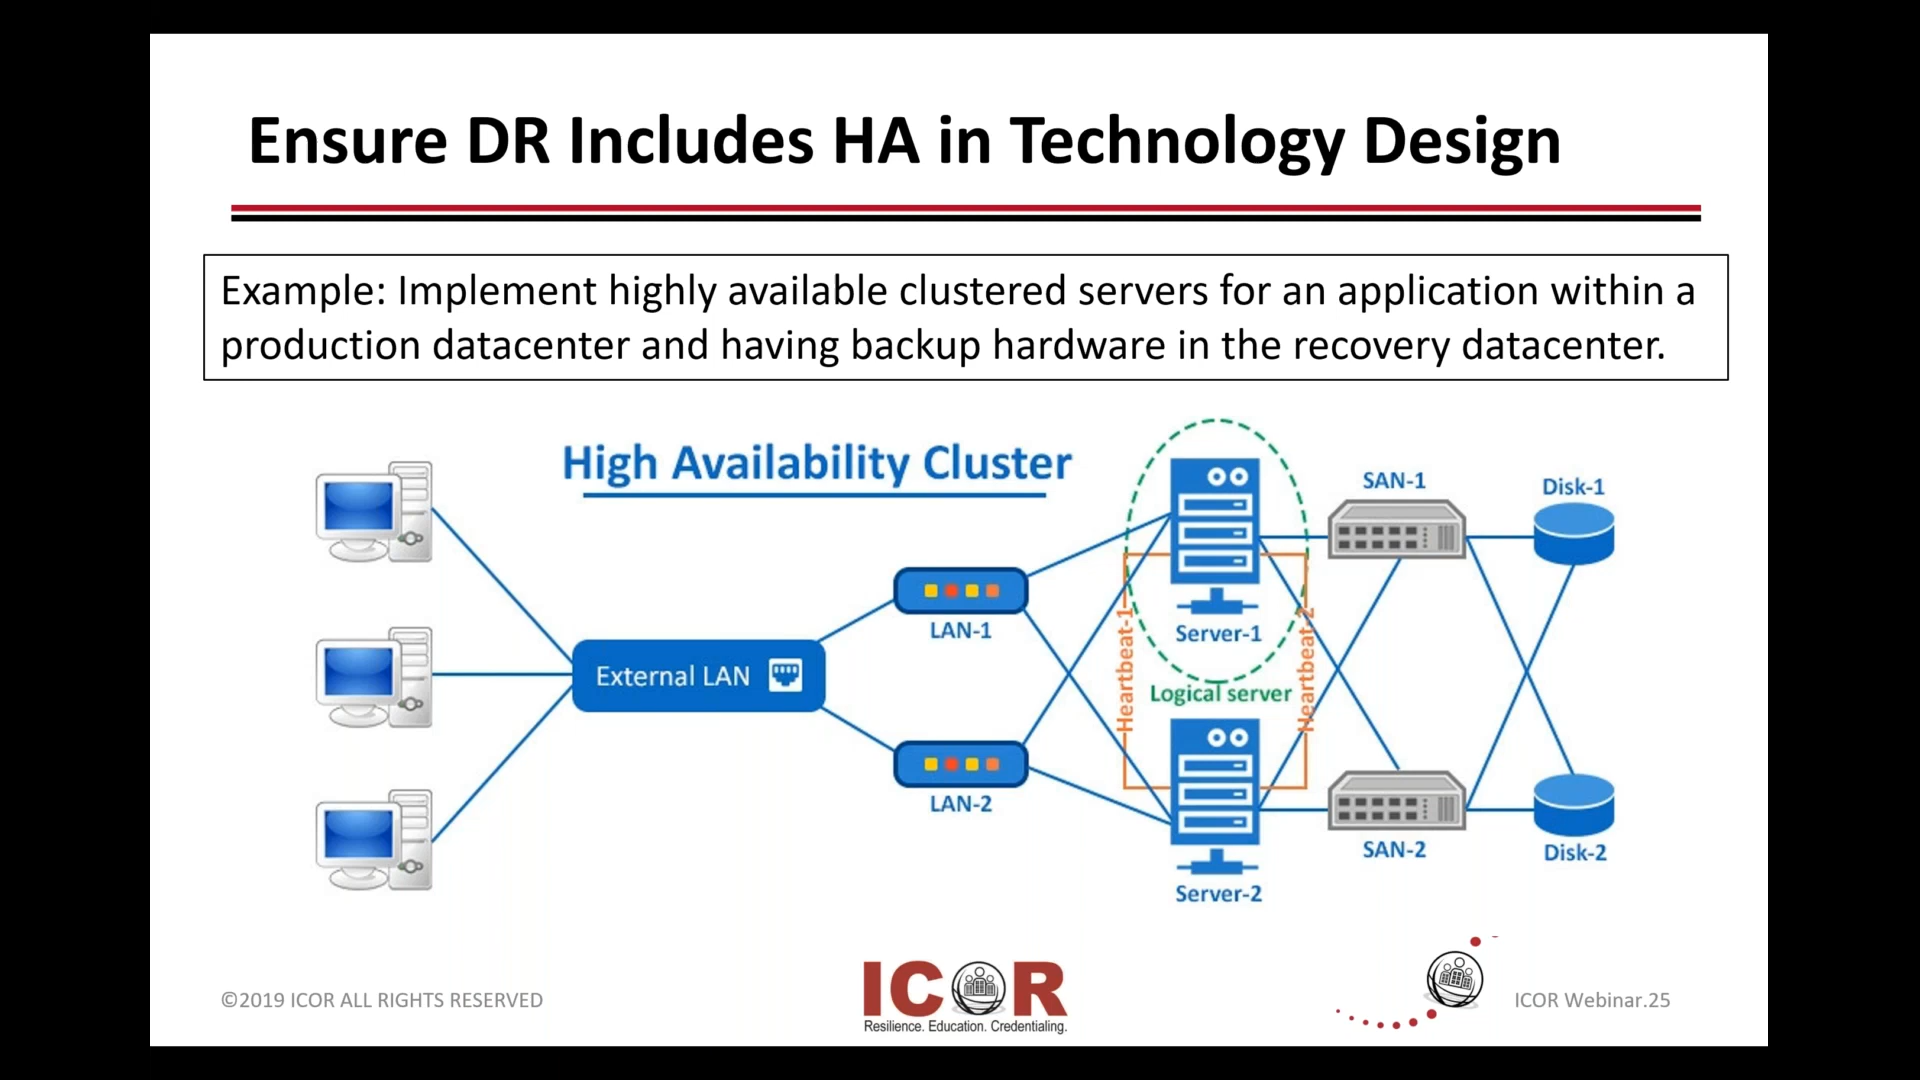 Ensure DR Includes HA in Technology Design
Example: Implement highly available clustered servers for an application within a
production datacenter and having backup hardware in the recovery datacenter.
High Availability Cluster
External LAN
LAN-1
LAN-2
Server-1
Logical server
Heartbeat-1
Heartbeat-2
Server-2
SAN-1
Disk-1
SAN-2
Disk-2
©2019 ICOR ALL RIGHTS RESERVED
ICOR
Resilience. Education. Credentialing.
ICOR Webinar.25